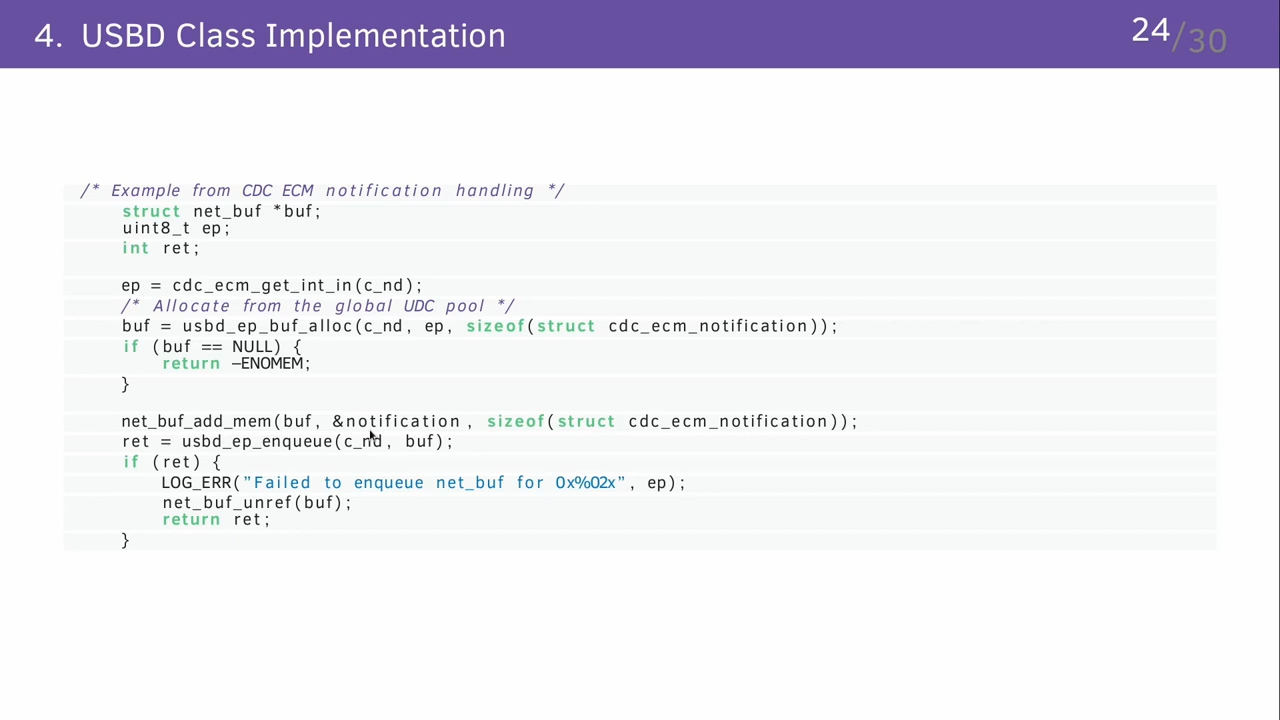 4. USBD Class Implementation
24/30
/* Example from CDC ECM notification handling */
struct net_buf *buf;
uint8_t ep;
int ret;
ep = cdc_ecm_get_int_in(c_nd);
/* Allocate from the global UDC pool */
buf = usbd_ep_buf_alloc(c_nd, ep, sizeof(struct cdc_ecm_notification));
if (buf == NULL) {
return –ENOMEM;
}
net_buf_add_mem(buf, &notification, sizeof(struct cdc_ecm_notification));
ret = usbd_ep_enqueue(c_nd, buf);
if (ret) {
LOG_ERR("Failed to enqueue net_buf for 0x%02x", ep);
net_buf_unref(buf);
return ret;
}